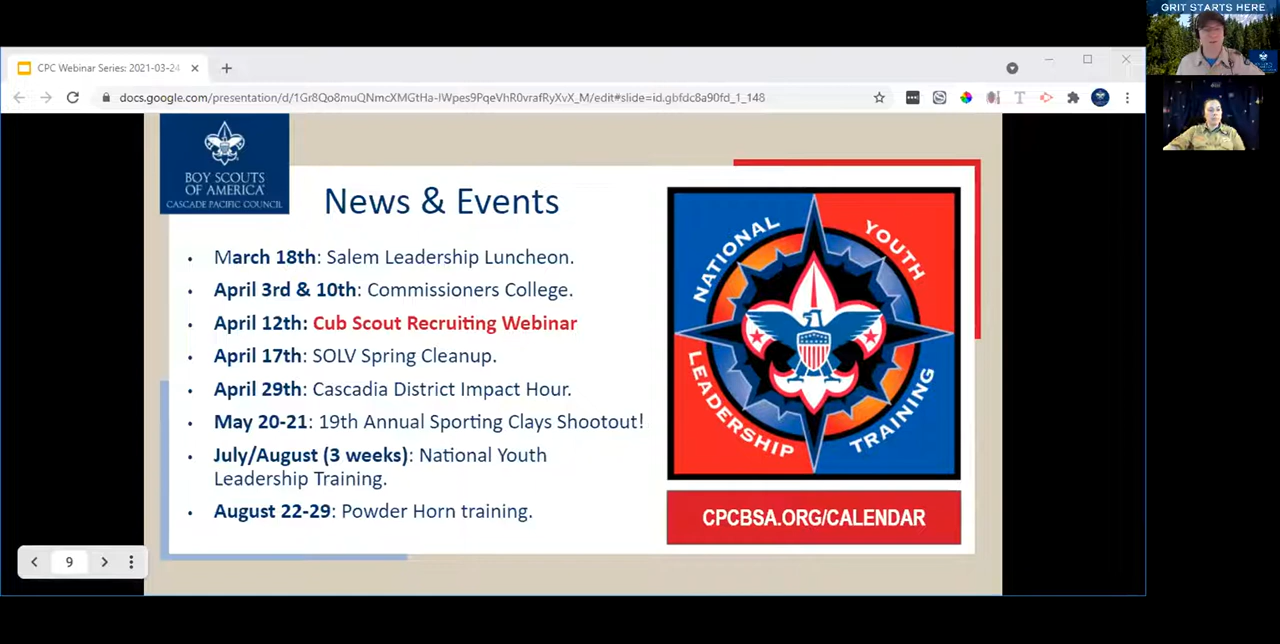 GRIT STARTS HERE
CPC Webinar Series: 2021-03-24
docs.google.com/presentation/d/1Gr8Qo8muQNmcXMGtHa-IWpes9PqeVhR0vrafRyXvX_M/edit#slide=id.gbfdc8a90fd_1_148
BOY SCOUTS
OF AMERICA
CASCADE PACIFIC COUNCIL
News & Events
• March 18th: Salem Leadership Luncheon.
• April 3rd & 10th: Commissioners College.
• April 12th: Cub Scout Recruiting Webinar
• April 17th: SOLV Spring Cleanup.
• April 29th: Cascadia District Impact Hour.
• May 20-21: 19th Annual Sporting Clays Shootout!
• July/August (3 weeks): National Youth
Leadership Training.
• August 22-29: Powder Horn training.
NATIONAL
YOUTH
LEADERSHIP
TRAINING
CPCBSA.ORG/CALENDAR
9